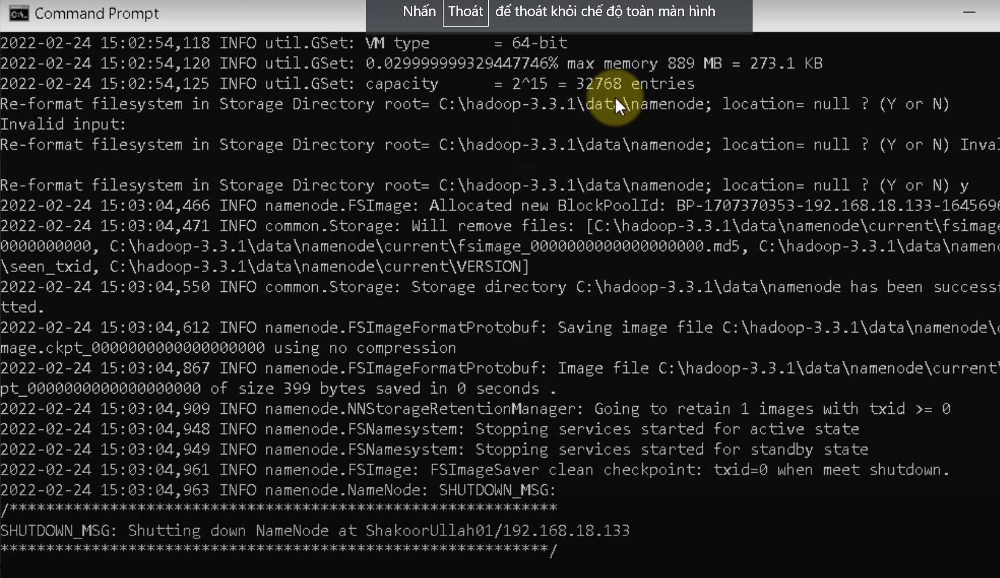 Command Prompt
Nhấn Thoát để thoát khỏi chế độ toàn màn hình
2022-02-24 15:02:54,118 INFO util.GSet: VM type       = 64-bit
2022-02-24 15:02:54,120 INFO util.GSet: 0.029999999329447746% max memory 889 MB = 273.1 KB
2022-02-24 15:02:54,125 INFO util.GSet: capacity      = 2^15 = 32768 entries
Re-format filesystem in Storage Directory root= C:\hadoop-3.3.1\data\namenode; location= null ? (Y or N)
Invalid input:
Re-format filesystem in Storage Directory root= C:\hadoop-3.3.1\data\namenode; location= null ? (Y or N) Inva
Re-format filesystem in Storage Directory root= C:\hadoop-3.3.1\data\namenode; location= null ? (Y or N) y
2022-02-24 15:03:04,466 INFO namenode.FSImage: Allocated new BlockPoolId: BP-1707370353-192.168.18.133-164569
2022-02-24 15:03:04,471 INFO common.Storage: Will remove files: [C:\hadoop-3.3.1\data\namenode\current\fsimage
0000000000, C:\hadoop-3.3.1\data\namenode\current\fsimage_0000000000000000000.md5, C:\hadoop-3.3.1\data\namen
\seen_txid, C:\hadoop-3.3.1\data\namenode\current\VERSION]
2022-02-24 15:03:04,550 INFO common.Storage: Storage directory C:\hadoop-3.3.1\data\namenode has been success
tted.
2022-02-24 15:03:04,612 INFO namenode.FSImageFormatProtobuf: Saving image file C:\hadoop-3.3.1\data\namenode\
mage.ckpt_0000000000000000000 using no compression
2022-02-24 15:03:04,867 INFO namenode.FSImageFormatProtobuf: Image file C:\hadoop-3.3.1\data\namenode\current
pt_0000000000000000000 of size 399 bytes saved in 0 seconds .
2022-02-24 15:03:04,909 INFO namenode.NNStorageRetentionManager: Going to retain 1 images with txid >= 0
2022-02-24 15:03:04,948 INFO namenode.FSNamesystem: Stopping services started for active state
2022-02-24 15:03:04,949 INFO namenode.FSNamesystem: Stopping services started for standby state
2022-02-24 15:03:04,961 INFO namenode.FSImage: FSImageSaver clean checkpoint: txid=0 when meet shutdown.
2022-02-24 15:03:04,963 INFO namenode.NameNode: SHUTDOWN_MSG:
/************************************************************
SHUTDOWN_MSG: Shutting down NameNode at ShakoorUllah01/192.168.18.133
************************************************************/